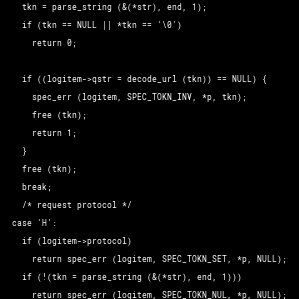 tkn = parse_string (&(*str), end, 1);
if (tkn == NULL || *tkn == '\0')
return 0;
if ((logitem->qstr = decode_url (tkn)) == NULL) {
spec_err (logitem, SPEC_TOKN_INV, *p, tkn);
free (tkn);
return 1;
}
free (tkn);
break;
/* request protocol */
case 'H':
if (logitem->protocol)
return spec_err (logitem, SPEC_TOKN_SET, *p, NULL);
if (!(tkn = parse_string (&(*str), end, 1)))
return spec_err (logitem, SPEC_TOKN_NUL, *p, NULL);